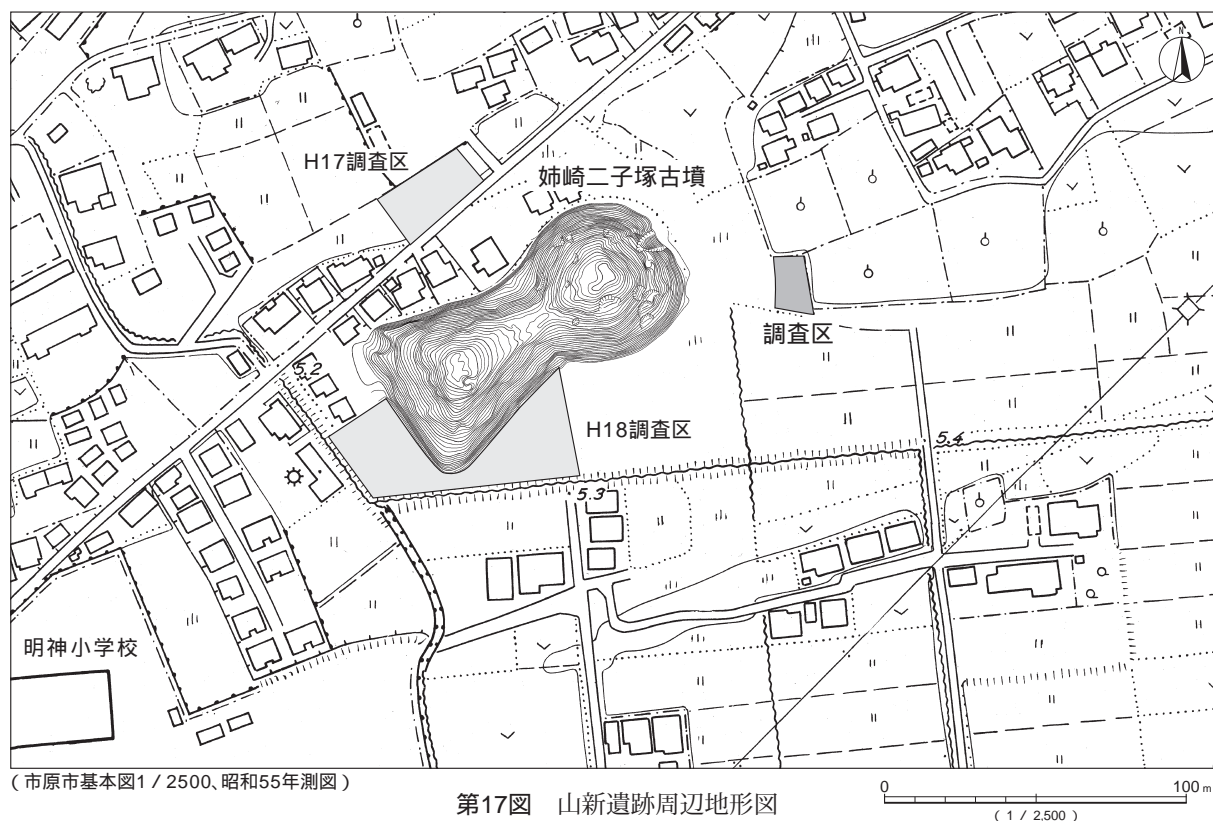 N
H17調査区
姉崎二子塚古墳
調査区
5.2
H18調査区
5.4
5.3
明神小学校
(市原市基本図1/2500、昭和55年測図)
第17図 山新遺跡周辺地形図
0 100m
(1/2,500)